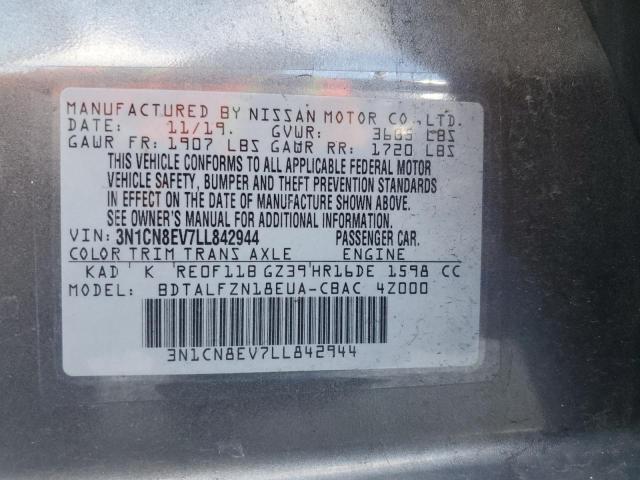 MANUFACTURED BY NISSAN MOTOR CO., LTD.
DATE: 11/19. GVWR: 3605 LBS
GAWR FR: 1907 LBS GAWR RR: 1720 LBS
THIS VEHICLE CONFORMS TO ALL APPLICABLE FEDERAL MOTOR
VEHICLE SAFETY, BUMPER AND THEFT PREVENTION STANDARDS
IN EFFECT ON THE DATE OF MANUFACTURE SHOWN ABOVE.
SEE OWNER'S MANUAL FOR ADDITIONAL INFORMATION.
VIN: 3N1CN8EV7LL842944 PASSENGER CAR.
COLOR TRIM TRANS AXLE ENGINE
KAD K RE0F11B GZ39 HR16DE 1598 CC
MODEL: BDTALFZN18EUA-CBAC 4Z000
3N1CN8EV7LL842944